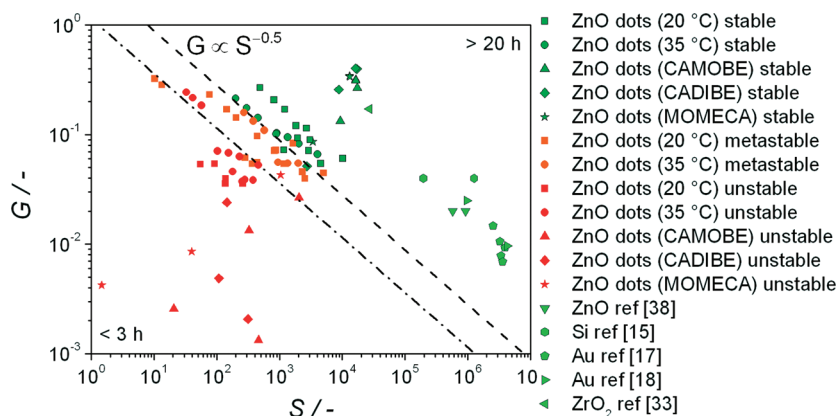 G ∝ S^-0.5
> 20 h
< 3 h
G / -
10^0
10^-1
10^-2
10^-3
10^0 10^1 10^2 10^3 10^4 10^5 10^6 10^7
S / -
ZnO dots (20 °C) stable
ZnO dots (35 °C) stable
ZnO dots (CAMOBE) stable
ZnO dots (CADIBE) stable
ZnO dots (MOMECA) stable
ZnO dots (20 °C) metastable
ZnO dots (35 °C) metastable
ZnO dots (20 °C) unstable
ZnO dots (35 °C) unstable
ZnO dots (CAMOBE) unstable
ZnO dots (CADIBE) unstable
ZnO dots (MOMECA) unstable
ZnO ref [38]
Si ref [15]
Au ref [17]
Au ref [18]
ZrO₂ ref [33]